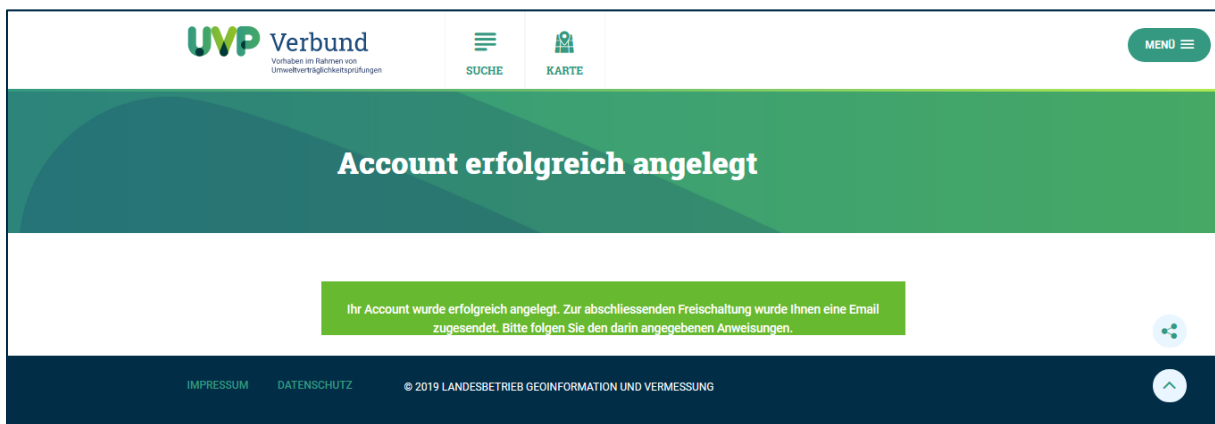 UVP Verbund
Vorhaben im Rahmen von
Umweltverträglichkeitsprüfungen
SUCHE
KARTE
MENÜ
Account erfolgreich angelegt
Ihr Account wurde erfolgreich angelegt. Zur abschliessenden Freischaltung wurde Ihnen eine Email
zugesendet. Bitte folgen Sie den darin angegebenen Anweisungen.
IMPRESSUM
DATENSCHUTZ
© 2019 LANDESBETRIEB GEOINFORMATION UND VERMESSUNG